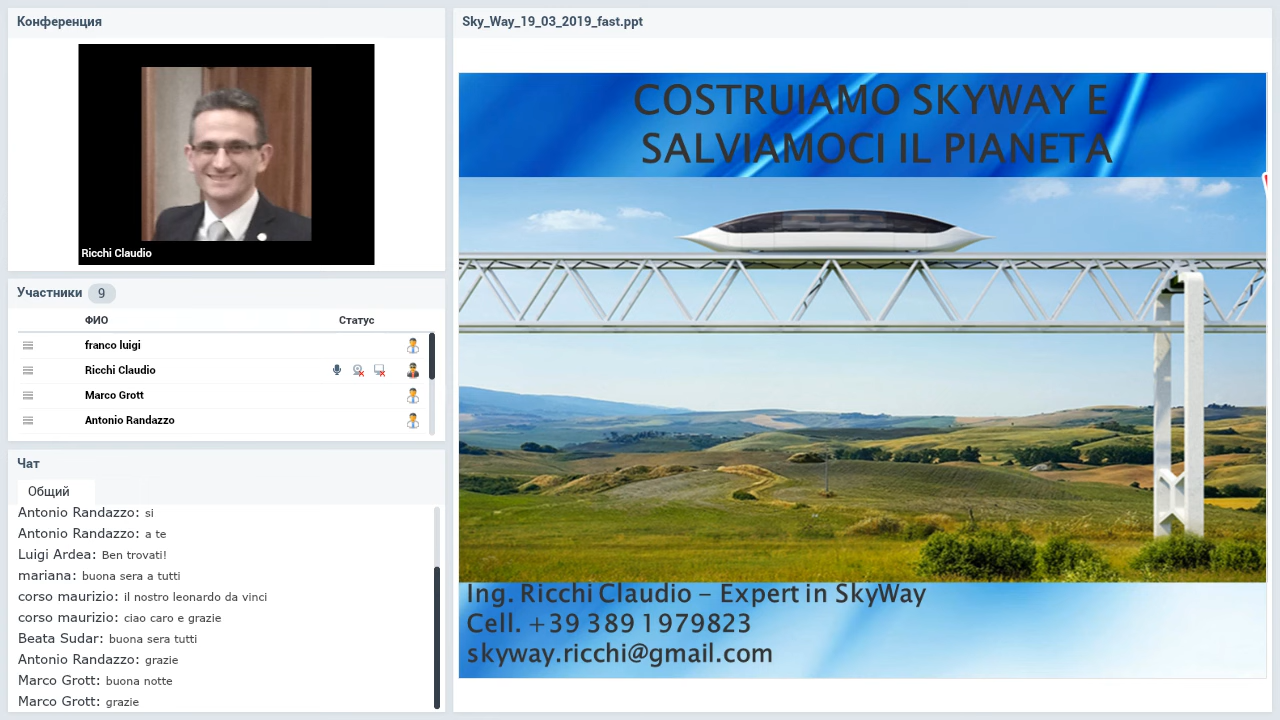 Конференция
Ricchi Claudio
Участники 9
ФИО Статус
franco luigi
Ricchi Claudio
Marco Grott
Antonio Randazzo
Чат
Общий
Antonio Randazzo: si
Antonio Randazzo: a te
Luigi Ardea: Ben trovati!
mariana: buona sera a tutti
corso maurizio: il nostro leonardo da vinci
corso maurizio: ciao caro e grazie
Beata Sudar: buona sera tutti
Antonio Randazzo: grazie
Marco Grott: buona notte
Marco Grott: grazie
Sky_Way_19_03_2019_fast.ppt
COSTRUIAMO SKYWAY E
SALVIAMOCI IL PIANETA
Ing. Ricchi Claudio – Expert in SkyWay
Cell. +39 389 1979823
skyway.ricchi@gmail.com